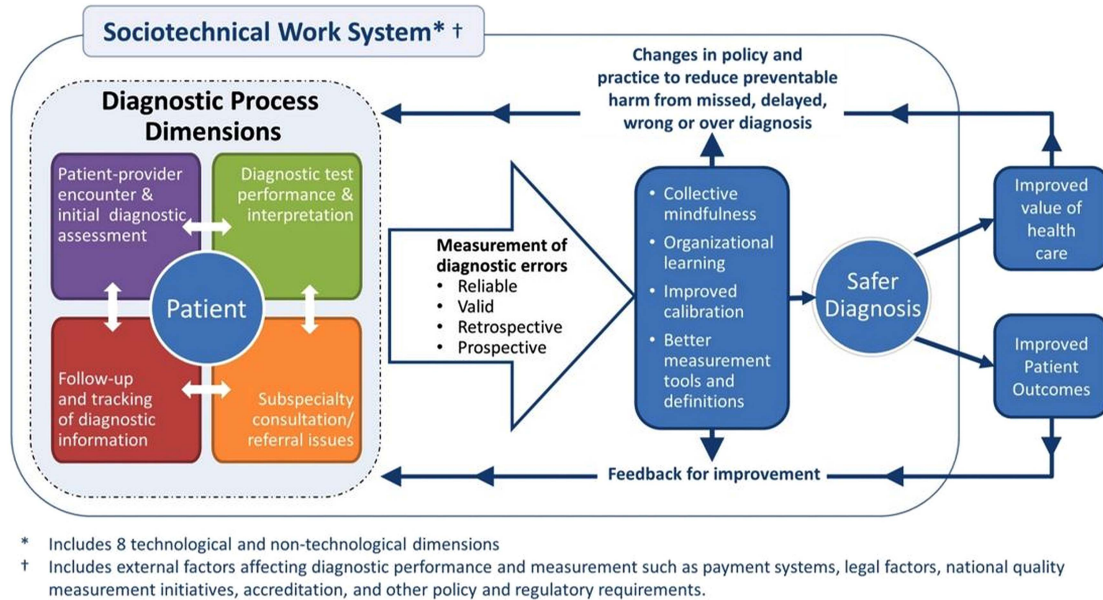 Sociotechnical Work System* †
Diagnostic Process
Dimensions
Patient-provider
encounter &
initial diagnostic
assessment
Diagnostic test
performance &
interpretation
Patient
Follow-up
and tracking
of diagnostic
information
Subspecialty
consultation/
referral issues
Measurement of
diagnostic errors
• Reliable
• Valid
• Retrospective
• Prospective
Changes in policy and
practice to reduce preventable
harm from missed, delayed,
wrong or over diagnosis
• Collective
mindfulness
• Organizational
learning
• Improved
calibration
• Better
measurement
tools and
definitions
Feedback for improvement
Safer
Diagnosis
Improved
value of
health
care
Improved
Patient
Outcomes
* Includes 8 technological and non-technological dimensions
† Includes external factors affecting diagnostic performance and measurement such as payment systems, legal factors, national quality
measurement initiatives, accreditation, and other policy and regulatory requirements.